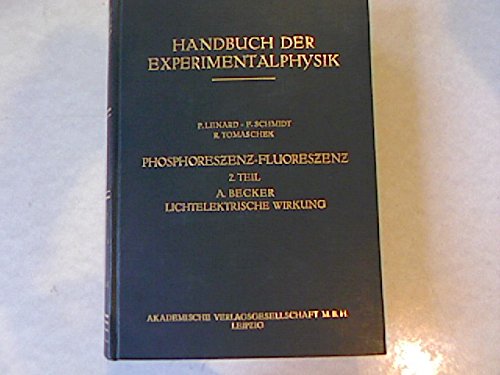 HANDBUCH DER
EXPERIMENTALPHYSIK
P. LENARD - F. SCHMIDT
R. TOMASCHEK
PHOSPHORESZENZ-FLUORESZENZ
2. TEIL
A. BECKER
LICHTELEKTRISCHE WIRKUNG
AKADEMISCHE VERLAGSGESELLSCHAFT M. B. H.
LEIPZIG